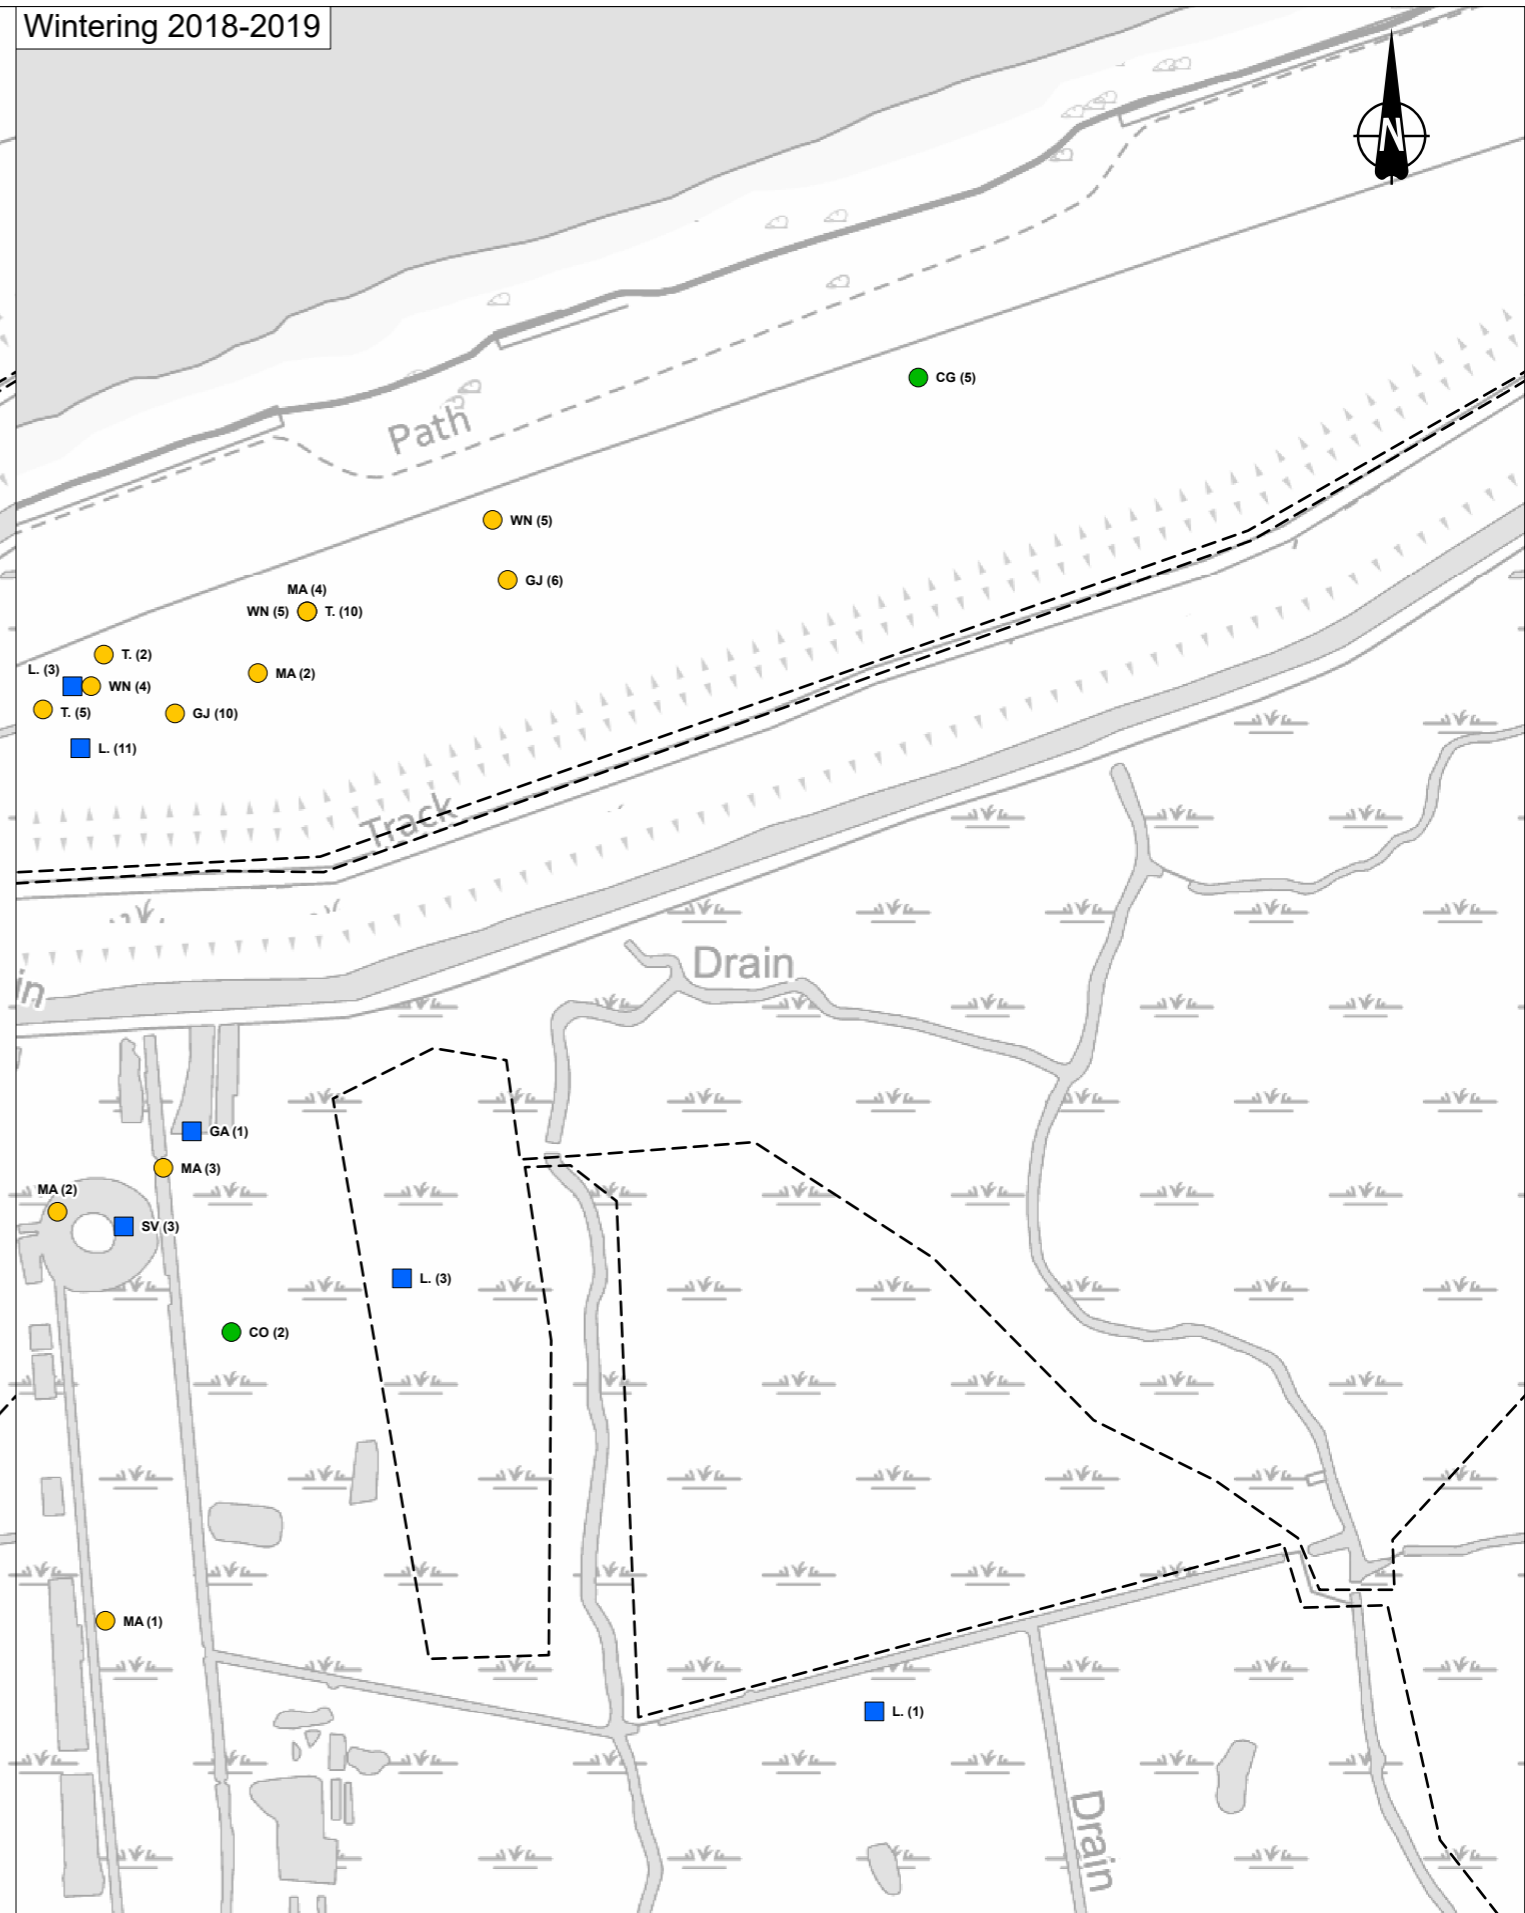 Wintering 2018-2019
N
CG (5)
Path
WN (5)
GJ (6)
MA (4)
WN (5) T. (10)
T. (2)
L. (3)
MA (2)
WN (4)
T. (5)
GJ (10)
L. (11)
Track
Drain
in
GA (1)
MA (3)
MA (2)
SV (3)
L. (3)
CO (2)
MA (1)
L. (1)
Drain